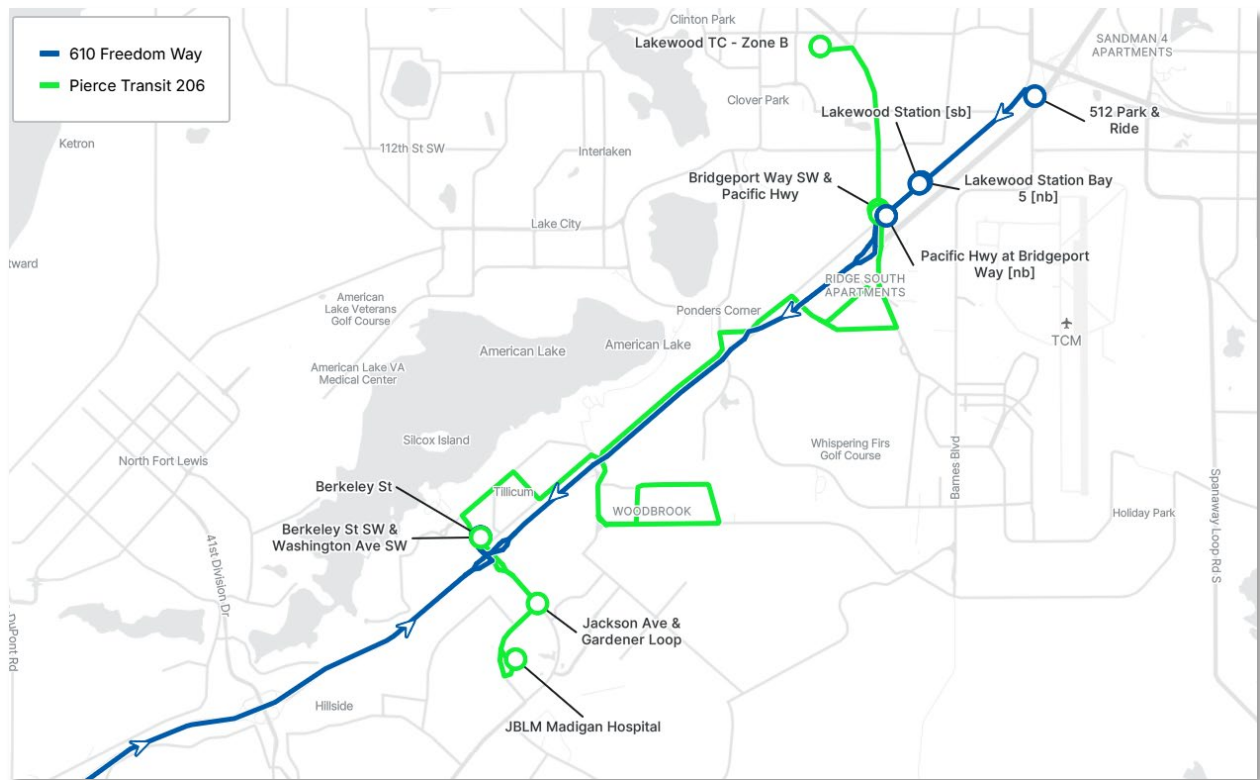 610 Freedom Way
Pierce Transit 206
Clinton Park
Lakewood TC - Zone B
SANDMAN 4
APARTMENTS
Clover Park
Lakewood Station [sb]
512 Park &
Ride
Ketron
112th St SW
Interlaken
Bridgeport Way SW &
Pacific Hwy
Lakewood Station Bay
5 [nb]
Lake City
Pacific Hwy at Bridgeport
Way [nb]
tward
RIDGE SOUTH
APARTMENTS
American
Lake Veterans
Golf Course
Ponders Corner
TCM
American Lake
American Lake
American Lake VA
Medical Center
Silcox Island
Whispering Firs
Golf Course
Barnes Blvd
North Fort Lewis
Spanaway Loop Rd S
Berkeley St
Tillicum
WOODBROOK
Holiday Park
Berkeley St SW &
Washington Ave SW
41st Division Dr
Jackson Ave &
Gardener Loop
DuPont Rd
Hillside
JBLM Madigan Hospital